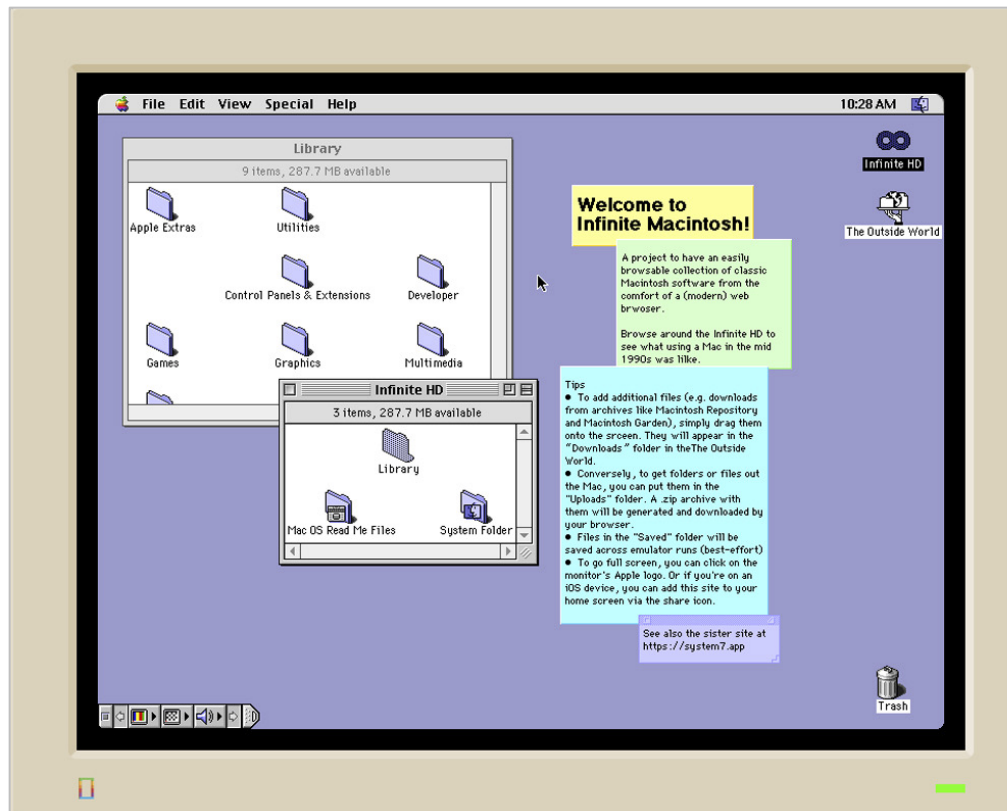 File Edit View Special Help
10:28 AM
Library
9 items, 287.7 MB available
Apple Extras
Utilities
Control Panels & Extensions
Developer
Games
Graphics
Multimedia
Infinite HD
3 items, 287.7 MB available
Library
Mac OS Read Me Files
System Folder
Infinite HD
The Outside World
Welcome to
Infinite Macintosh!
A project to have an easily
browsable collection of classic
Macintosh software from the
comfort of a (modern) web
brwoser.
Browse around the Infinite HD to
see what using a Mac in the mid
1990s was lilke.
Tips
● To add additional files (e.g. downloads
from archives like Macintosh Repository
and Macintosh Garden), simply drag them
onto the srceen. They will appear in the
"Downloads" folder in theThe Outside
World.
● Conversely, to get folders or files out
the Mac, you can put them in the
"Uploads" folder. A .zip archive with
them will be generated and downloaded by
your browser.
● Files in the "Saved" folder will be
saved across emulator runs (best-effort)
● To go full screen, you can click on the
monitor's Apple logo. Or if you're on an
iOS device, you can add this site to your
home screen via the share icon.
See also the sister site at
https://system7.app
Trash